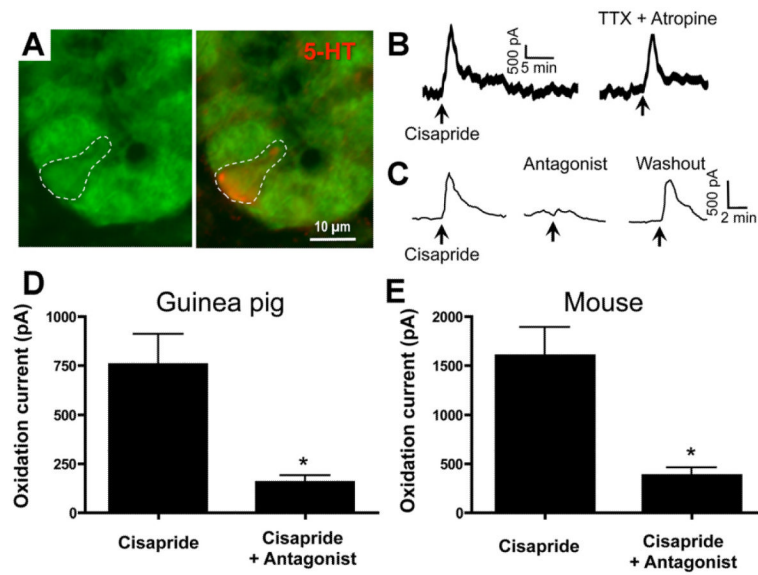 A
5-HT
10 µm
B
500 pA
5 min
TTX + Atropine
Cisapride
C
Antagonist
Washout
500 pA
2 min
Cisapride
D
Guinea pig
Oxidation current (pA)
1000
750
500
250
0
Cisapride
Cisapride
+ Antagonist
*
E
Mouse
Oxidation current (pA)
2000
1500
1000
500
0
Cisapride
Cisapride
+ Antagonist
*